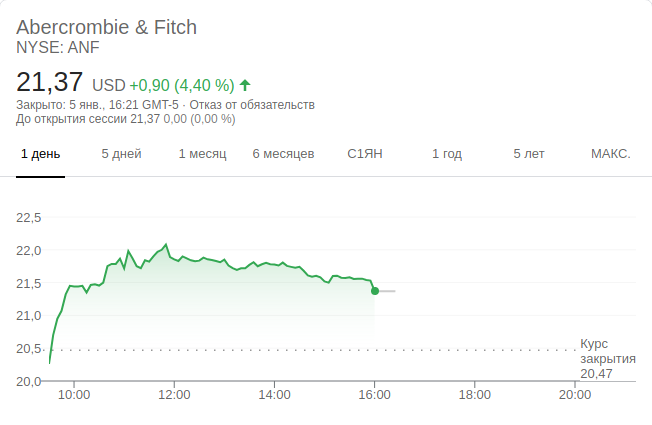 Abercrombie & Fitch
NYSE: ANF
21,37 USD +0,90 (4,40 %)
Закрыто: 5 янв., 16:21 GMT-5 · Отказ от обязательств
До открытия сессии 21,37 0,00 (0,00 %)
1 день 5 дней 1 месяц 6 месяцев С1ЯН 1 год 5 лет МАКС.
22,5
22,0
21,5
21,0
20,5
20,0
Курс
закрытия
20,47
10:00 12:00 14:00 16:00 18:00 20:00